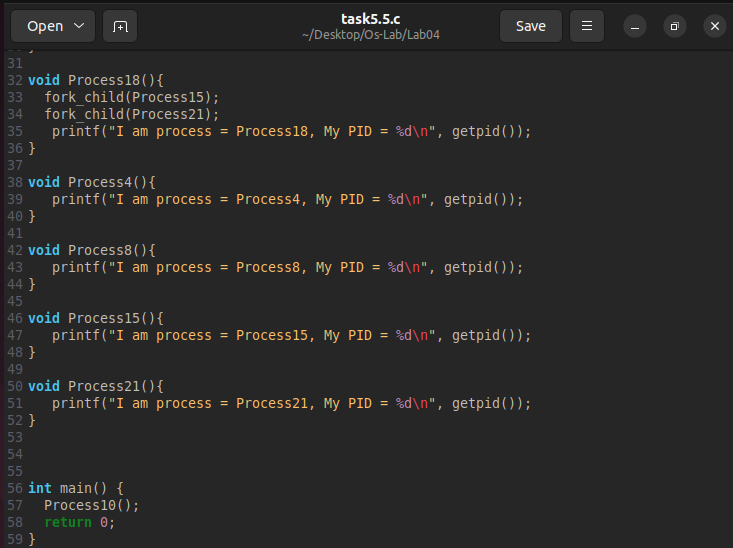 Open
task5.5.c
~/Desktop/Os-Lab/Lab04
Save
31
32 void Process18(){
33   fork_child(Process15);
34   fork_child(Process21);
35    printf("I am process = Process18, My PID = %d\n", getpid());
36 }
37
38 void Process4(){
39    printf("I am process = Process4, My PID = %d\n", getpid());
40 }
41
42 void Process8(){
43    printf("I am process = Process8, My PID = %d\n", getpid());
44 }
45
46 void Process15(){
47    printf("I am process = Process15, My PID = %d\n", getpid());
48 }
49
50 void Process21(){
51    printf("I am process = Process21, My PID = %d\n", getpid());
52 }
53
54
55
56 int main() {
57   Process10();
58   return 0;
59 }